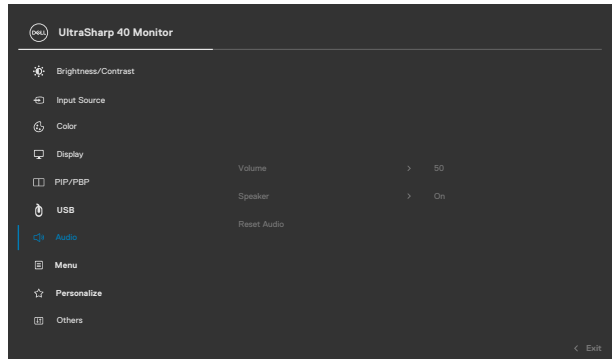 DELL UltraSharp 40 Monitor
Brightness/Contrast
Input Source
Color
Display
PIP/PBP
USB
Audio
Menu
Personalize
Others
Volume > 50
Speaker > On
Reset Audio
< Exit